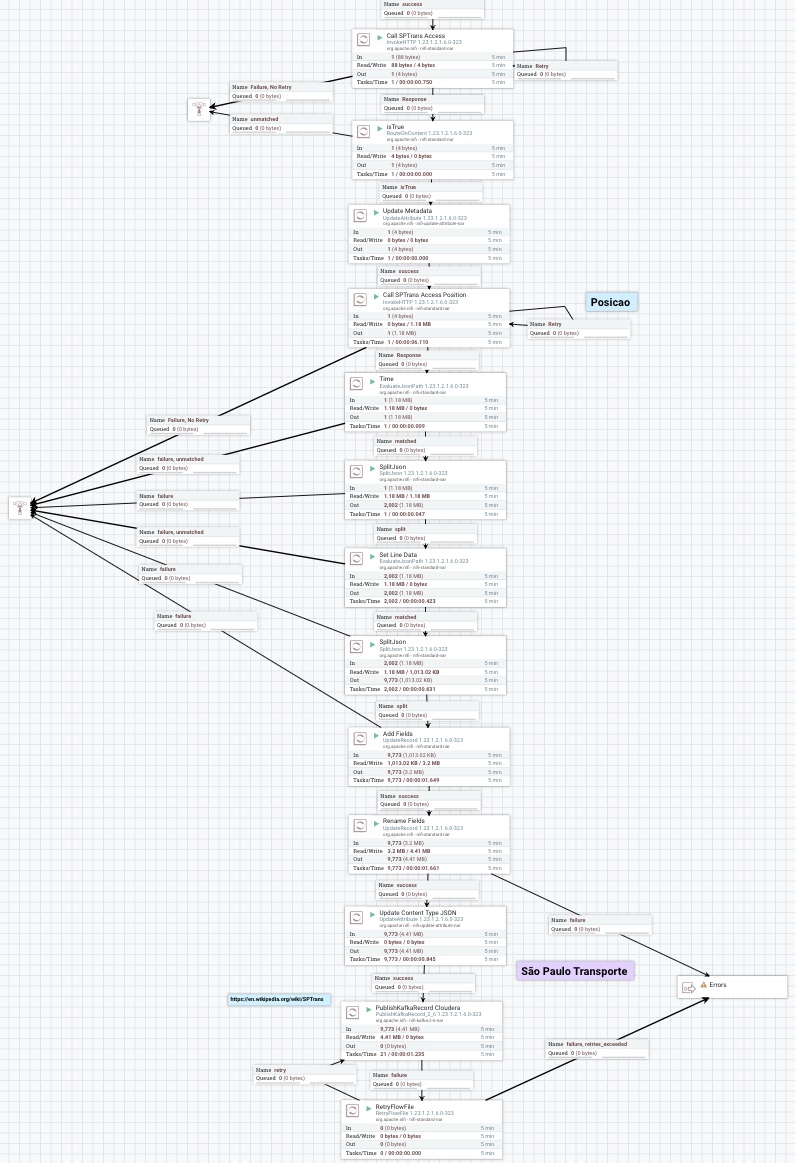 Name success
Queued 0 (0 bytes)
Call SPTrans Access
InvokeHTTP 1.23.1.2.1.6.0-323
org.apache.nifi - nifi-standard-nar
In 1 (88 bytes) 5 min
Read/Write 88 bytes / 4 bytes 5 min
Out 1 (4 bytes) 5 min
Tasks/Time 1 / 00:00:00.750 5 min
Name Retry
Queued 0 (0 bytes)
Name Failure, No Retry
Queued 0 (0 bytes)
Name Response
Queued 0 (0 bytes)
Name unmatched
Queued 0 (0 bytes)
isTrue
RouteOnContent 1.23.1.2.1.6.0-323
org.apache.nifi - nifi-standard-nar
In 1 (4 bytes) 5 min
Read/Write 4 bytes / 0 bytes 5 min
Out 1 (4 bytes) 5 min
Tasks/Time 1 / 00:00:00.000 5 min
Name isTrue
Queued 0 (0 bytes)
Update Metadata
UpdateAttribute 1.23.1.2.1.6.0-323
org.apache.nifi - nifi-update-attribute-nar
In 1 (4 bytes) 5 min
Read/Write 0 bytes / 0 bytes 5 min
Out 1 (4 bytes) 5 min
Tasks/Time 1 / 00:00:00.000 5 min
Name success
Queued 0 (0 bytes)
Call SPTrans Access Position
InvokeHTTP 1.23.1.2.1.6.0-323
org.apache.nifi - nifi-standard-nar
In 1 (4 bytes) 5 min
Read/Write 0 bytes / 1.18 MB 5 min
Out 1 (1.18 MB) 5 min
Tasks/Time 1 / 00:00:06.110 5 min
Posicao
Name Retry
Queued 0 (0 bytes)
Name Response
Queued 0 (0 bytes)
Time
EvaluateJsonPath 1.23.1.2.1.6.0-323
org.apache.nifi - nifi-standard-nar
In 1 (1.18 MB) 5 min
Read/Write 1.18 MB / 0 bytes 5 min
Out 1 (1.18 MB) 5 min
Tasks/Time 1 / 00:00:00.009 5 min
Name Failure, No Retry
Queued 0 (0 bytes)
Name matched
Queued 0 (0 bytes)
Name failure, unmatched
Queued 0 (0 bytes)
SplitJson
SplitJson 1.23.1.2.1.6.0-323
org.apache.nifi - nifi-standard-nar
In 1 (1.18 MB) 5 min
Read/Write 1.18 MB / 1.18 MB 5 min
Out 2,002 (1.18 MB) 5 min
Tasks/Time 1 / 00:00:00.047 5 min
Name failure
Queued 0 (0 bytes)
Name split
Queued 0 (0 bytes)
Name failure, unmatched
Queued 0 (0 bytes)
Set Line Data
EvaluateJsonPath 1.23.1.2.1.6.0-323
org.apache.nifi - nifi-standard-nar
In 2,002 (1.18 MB) 5 min
Read/Write 1.18 MB / 0 bytes 5 min
Out 2,002 (1.18 MB) 5 min
Tasks/Time 2,002 / 00:00:00.423 5 min
Name failure
Queued 0 (0 bytes)
Name matched
Queued 0 (0 bytes)
Name failure
Queued 0 (0 bytes)
SplitJson
SplitJson 1.23.1.2.1.6.0-323
org.apache.nifi - nifi-standard-nar
In 2,002 (1.18 MB) 5 min
Read/Write 1.18 MB / 1,013.02 KB 5 min
Out 9,773 (1,013.02 KB) 5 min
Tasks/Time 2,002 / 00:00:00.631 5 min
Name split
Queued 0 (0 bytes)
Add Fields
UpdateRecord 1.23.1.2.1.6.0-323
org.apache.nifi - nifi-standard-nar
In 9,773 (1,013.02 KB) 5 min
Read/Write 1,013.02 KB / 3.2 MB 5 min
Out 9,773 (3.2 MB) 5 min
Tasks/Time 9,773 / 00:00:01.649 5 min
Name success
Queued 0 (0 bytes)
Rename Fields
UpdateRecord 1.23.1.2.1.6.0-323
org.apache.nifi - nifi-standard-nar
In 9,773 (3.2 MB) 5 min
Read/Write 3.2 MB / 4.41 MB 5 min
Out 9,773 (4.41 MB) 5 min
Tasks/Time 9,773 / 00:00:01.661 5 min
Name success
Queued 0 (0 bytes)
Name failure
Queued 0 (0 bytes)
Update Content Type JSON
UpdateAttribute 1.23.1.2.1.6.0-323
org.apache.nifi - nifi-update-attribute-nar
In 9,773 (4.41 MB) 5 min
Read/Write 0 bytes / 0 bytes 5 min
Out 9,773 (4.41 MB) 5 min
Tasks/Time 9,773 / 00:00:00.845 5 min
São Paulo Transporte
Name success
Queued 0 (0 bytes)
Errors
https://en.wikipedia.org/wiki/SPTrans
PublishKafkaRecord Cloudera
PublishKafkaRecord_2_6 1.23.1.2.1.6.0-323
In 9,773 (4.41 MB) 5 min
Read/Write 4.41 MB / 0 bytes 5 min
Out 0 (0 bytes) 5 min
Tasks/Time 21 / 00:00:01.235 5 min
Name failure, retries_exceeded
Queued 0 (0 bytes)
Name retry
Queued 0 (0 bytes)
Name failure
Queued 0 (0 bytes)
RetryFlowFile
RetryFlowFile 1.23.1.2.1.6.0-323
org.apache.nifi - nifi-standard-nar
In 0 (0 bytes) 5 min
Read/Write 0 bytes / 0 bytes 5 min
Out 0 (0 bytes) 5 min
Tasks/Time 0 / 00:00:00.000 5 min